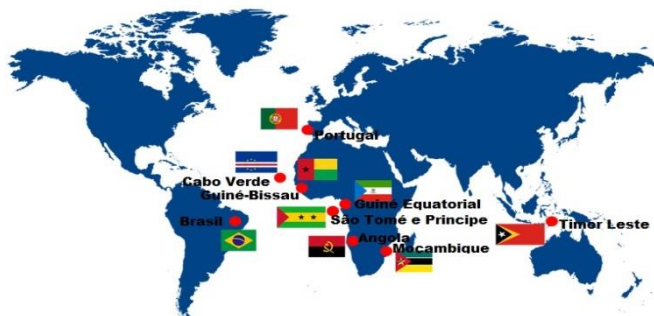 Portugal
Cabo Verde
Guiné-Bissau
Guiné Equatorial
São Tomé e Principe
Brasil
Timor Leste
Angola
Moçambique